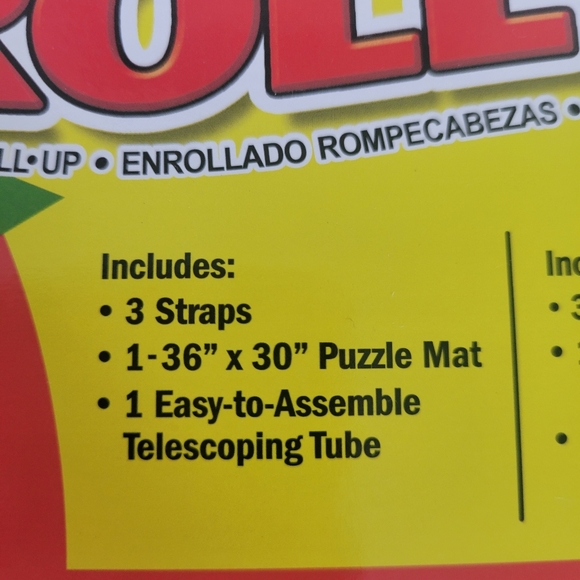 ROLL
LL•UP • ENROLLADO ROMPECABEZAS •
Includes:
• 3 Straps
• 1-36” x 30” Puzzle Mat
• 1 Easy-to-Assemble
Telescoping Tube